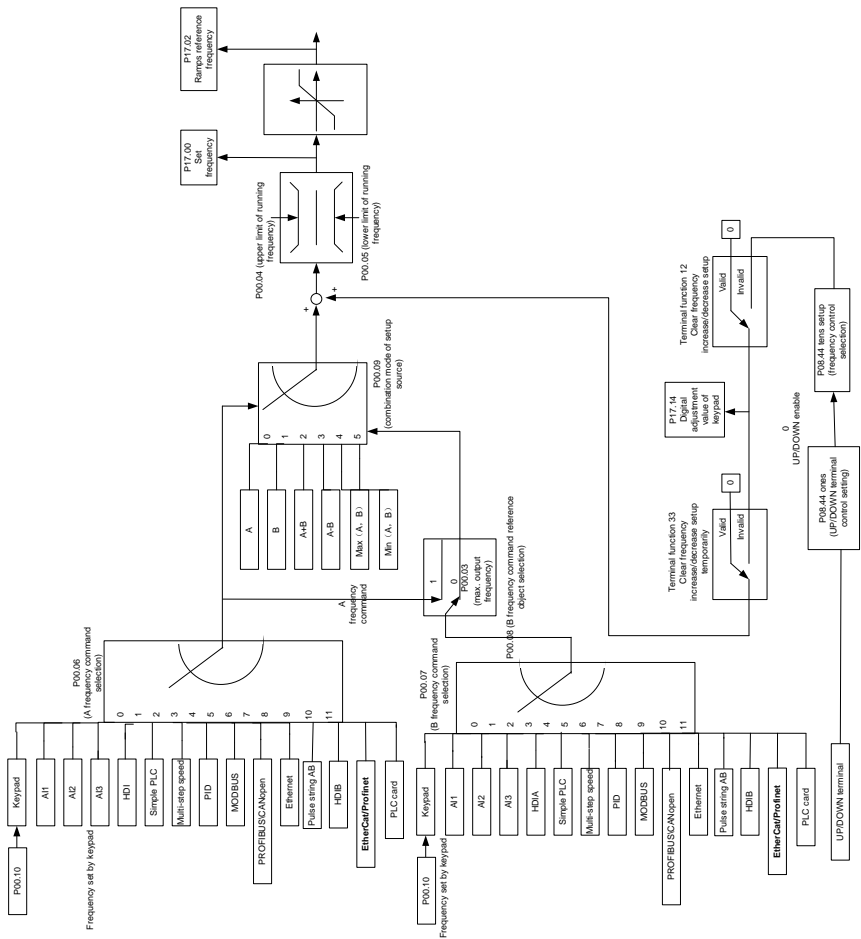 P17.02
Ramps reference
frequency
P17.00
Set
frequency
P00.04 (upper limit of running
frequency)
P00.05 (lower limit of running
frequency)
+
+
P00.09
(combination mode of setup
source)
0
1
2
3
4
5
A
B
A+B
A-B
Max（A，B）
Min（A，B）
A
frequency
command
1
0
P00.03
(max. output
frequency)
P00.08 (B frequency command reference
object selection)
P00.06
(A frequency command
selection)
0
1
2
3
4
5
6
7
8
9
10
11
Keypad
AI1
AI2
AI3
HDI
Simple PLC
Multi-step speed
PID
MODBUS
PROFIBUS\CANopen
Ethernet
Pulse string AB
HDIB
EtherCat/Profinet
PLC card
P00.10
Frequency set by keypad
P00.07
(B frequency command
selection)
0
1
2
3
4
5
6
7
8
9
10
11
Keypad
AI1
AI2
AI3
HDIA
Simple PLC
Multi-step speed
PID
MODBUS
PROFIBUS\CANopen
Ethernet
Pulse string AB
HDIB
EtherCat/Profinet
PLC card
P00.10
Frequency set by keypad
Terminal function 12
Clear frequency
increase/decrease setup
Valid
Invalid
0
P17.14
Digital
adjustment
value of
keypad
Terminal function 33
Clear frequency
increase/decrease setup
temporarily
Valid
Invalid
0
P08.44 tens setup
(frequency control
selection)
0
UP/DOWN enable
P08.44 ones
(UP/DOWN terminal
control setting)
UP/DOWN terminal